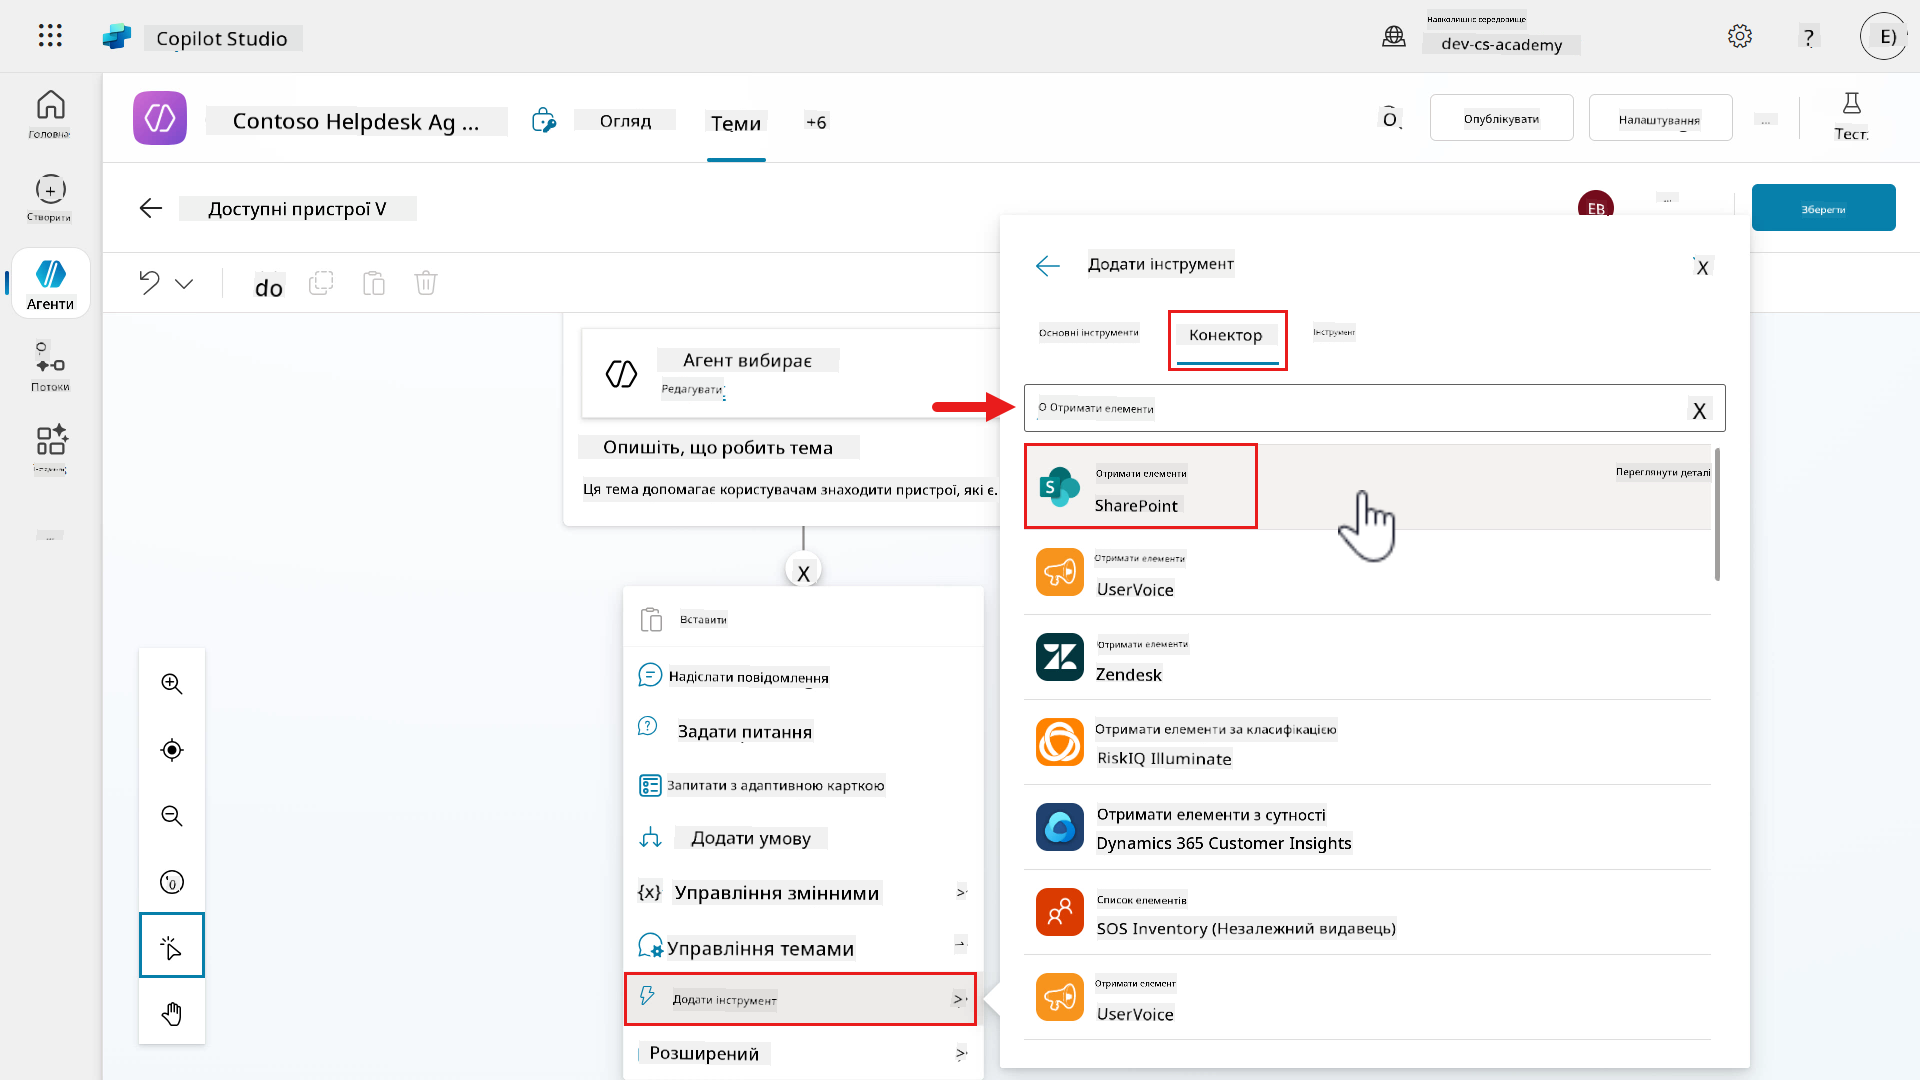 Copilot Studio
Навколишнє середовище
dev-cs-academy
?
E)
Головна
Створити
Агенти
Потоки
Contoso Helpdesk Ag ...
Огляд
Теми
+6
Опублікувати
Налаштування
...
Тест
Доступні пристрої V
EB
...
Зберегти
do
Агент вибирає
Редагувати
Опишіть, що робить тема
Ця тема допомагає користувачам знаходити пристрої, які є.
X
Вставити
Надіслати повідомлення
Задати питання
Запитати з адаптивною карткою
Додати умову
{x} Управління змінними >
Управління темами
Додати інструмент >
Розширений >
Додати інструмент
X
Основні інструменти
Конектор
Інструмент
О Отримати елементи
X
Отримати елементи
SharePoint
Переглянути деталі
Отримати елементи
UserVoice
Отримати елементи
Zendesk
Отримати елементи за класифікацією
RiskIQ Illuminate
Отримати елементи з сутності
Dynamics 365 Customer Insights
Список елементів
SOS Inventory (Незалежний видавець)
Отримати елемент
UserVoice